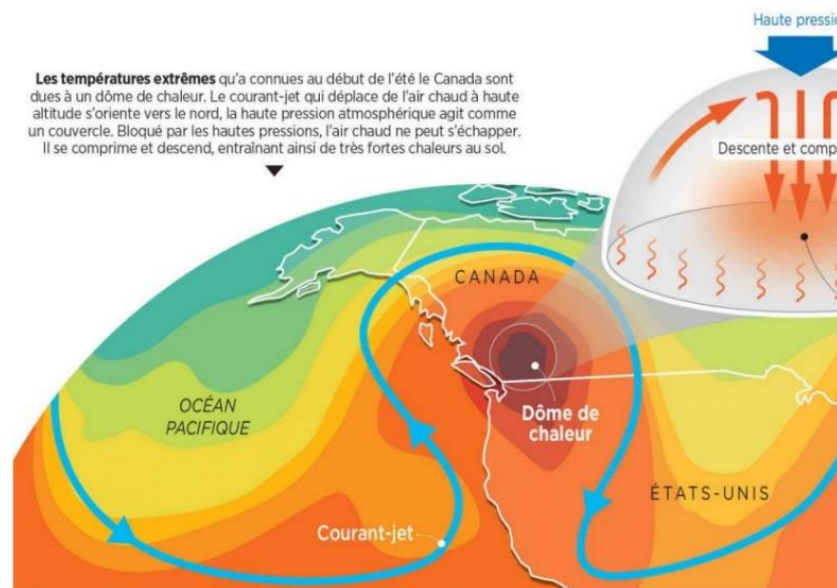 Haute
Les températures extrêmes qu'a connues au début de l'été le Canada sont
dues à un dôme de chaleur. Le courant-jet qui déplace de l'air chaud à haute
altitude s'oriente vers le nord, la haute pression atmosphérique agit comme
un couvercle. Bloqué par les hautes pressions, l'air chaud ne peut s'échapper.
Il se comprime et descend, entraînant ainsi de très fortes chaleurs au sol.
Descente et
CANADA
OCÉAN
PACIFIQUE
Dôme de
chaleur
ÉTATS-UNIS
Courant-jet